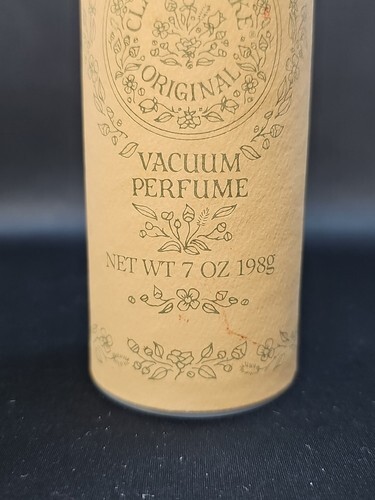 ORIGINAL
VACUUM
PERFUME
NET WT 7 OZ 198g